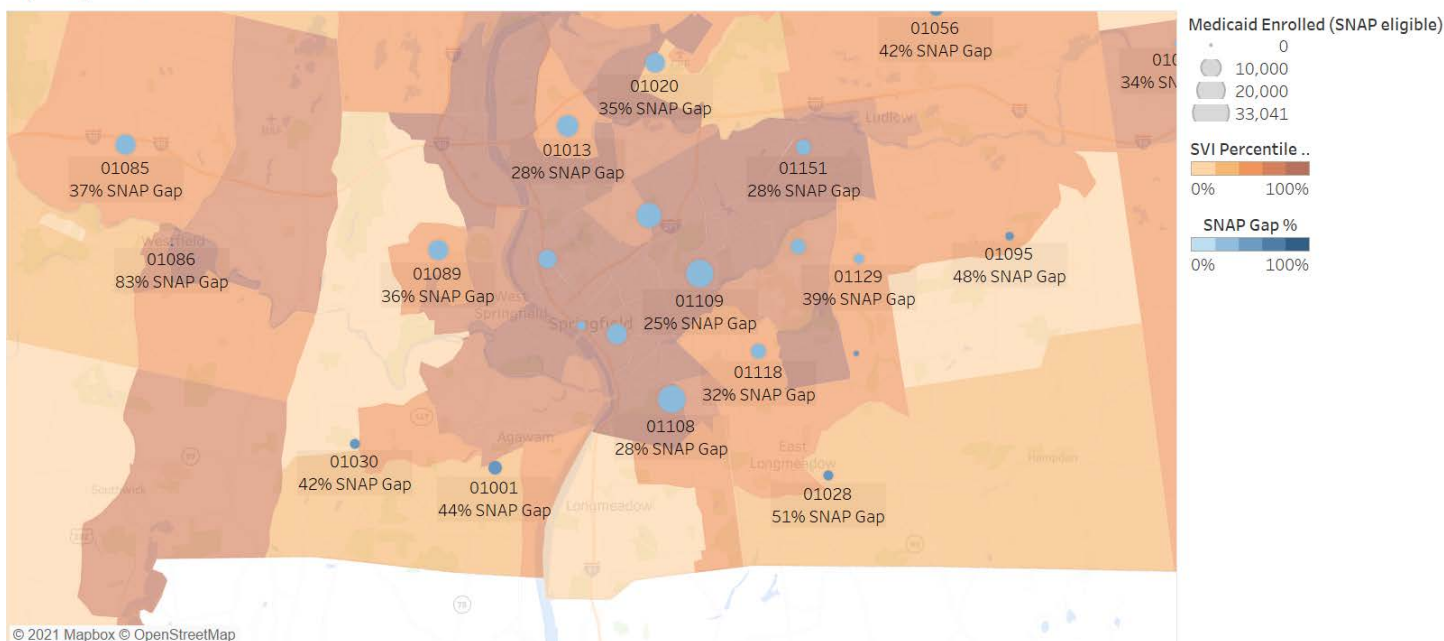 01056
42% SNAP Gap
01020
35% SNAP Gap
34% SN
01013
28% SNAP Gap
Ludlow
01151
28% SNAP Gap
01085
37% SNAP Gap
Westfield
01086
83% SNAP Gap
01089
36% SNAP Gap
West
Springfield
Springfield
01109
25% SNAP Gap
01129
39% SNAP Gap
01095
48% SNAP Gap
01118
32% SNAP Gap
01108
28% SNAP Gap
Agawam
01030
42% SNAP Gap
01001
44% SNAP Gap
Southwick
Longmeadow
East
Longmeadow
Hampden
01028
51% SNAP Gap
© 2021 Mapbox © OpenStreetMap
Medicaid Enrolled (SNAP eligible)
0
10,000
20,000
33,041
SVI Percentile ..
0% 100%
SNAP Gap %
0% 100%